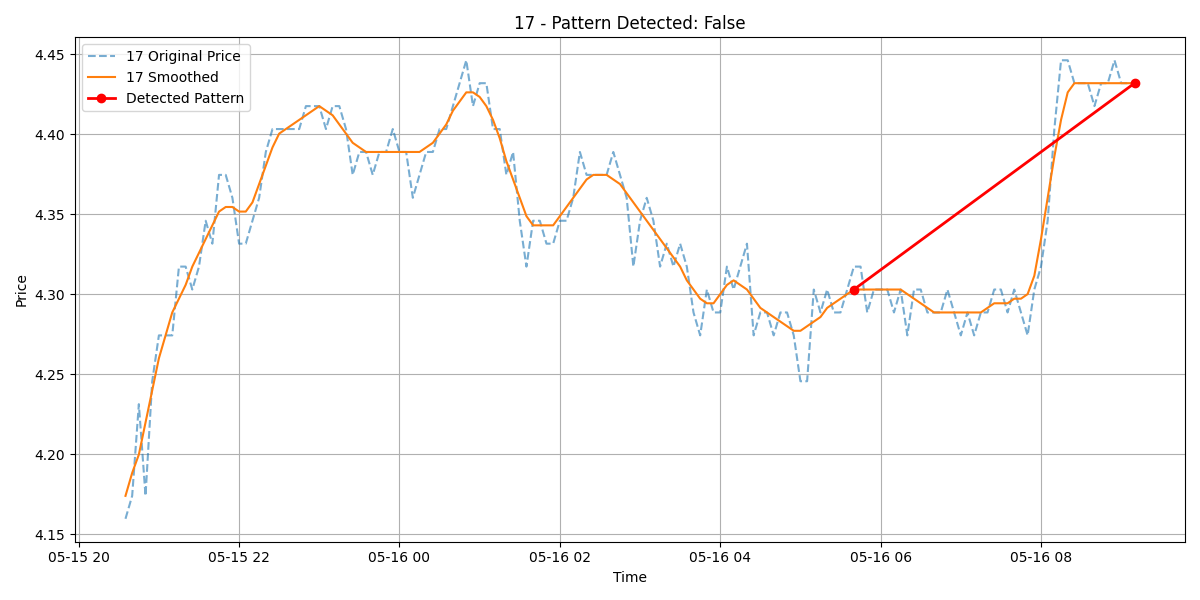 17 - Pattern Detected: False
17 Original Price
17 Smoothed
Detected Pattern
Price
4.45
4.40
4.35
4.30
4.25
4.20
4.15
05-15 20 05-15 22 05-16 00 05-16 02 05-16 04 05-16 06 05-16 08
Time